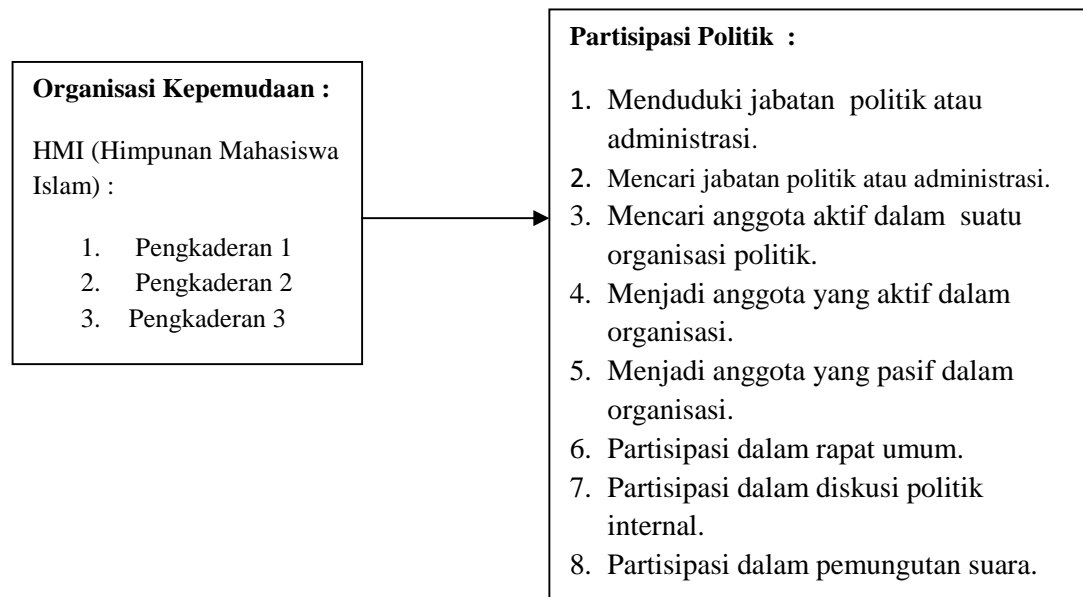 Organisasi Kepemudaan :
HMI (Himpunan Mahasiswa
Islam) :
1. Pengkaderan 1
2. Pengkaderan 2
3. Pengkaderan 3
Partisipasi Politik :
1. Menduduki jabatan politik atau
administrasi.
2. Mencari jabatan politik atau administrasi.
3. Mencari anggota aktif dalam suatu
organisasi politik.
4. Menjadi anggota yang aktif dalam
organisasi.
5. Menjadi anggota yang pasif dalam
organisasi.
6. Partisipasi dalam rapat umum.
7. Partisipasi dalam diskusi politik
internal.
8. Partisipasi dalam pemungutan suara.